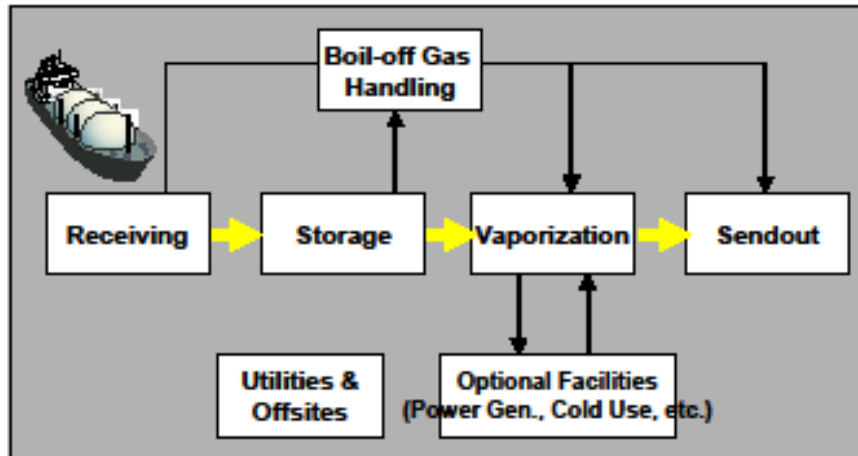 Boil-off Gas
Handling
Receiving
Storage
Vaporization
Sendout
Utilities &
Offsites
Optional Facilities
(Power Gen., Cold Use, etc.)